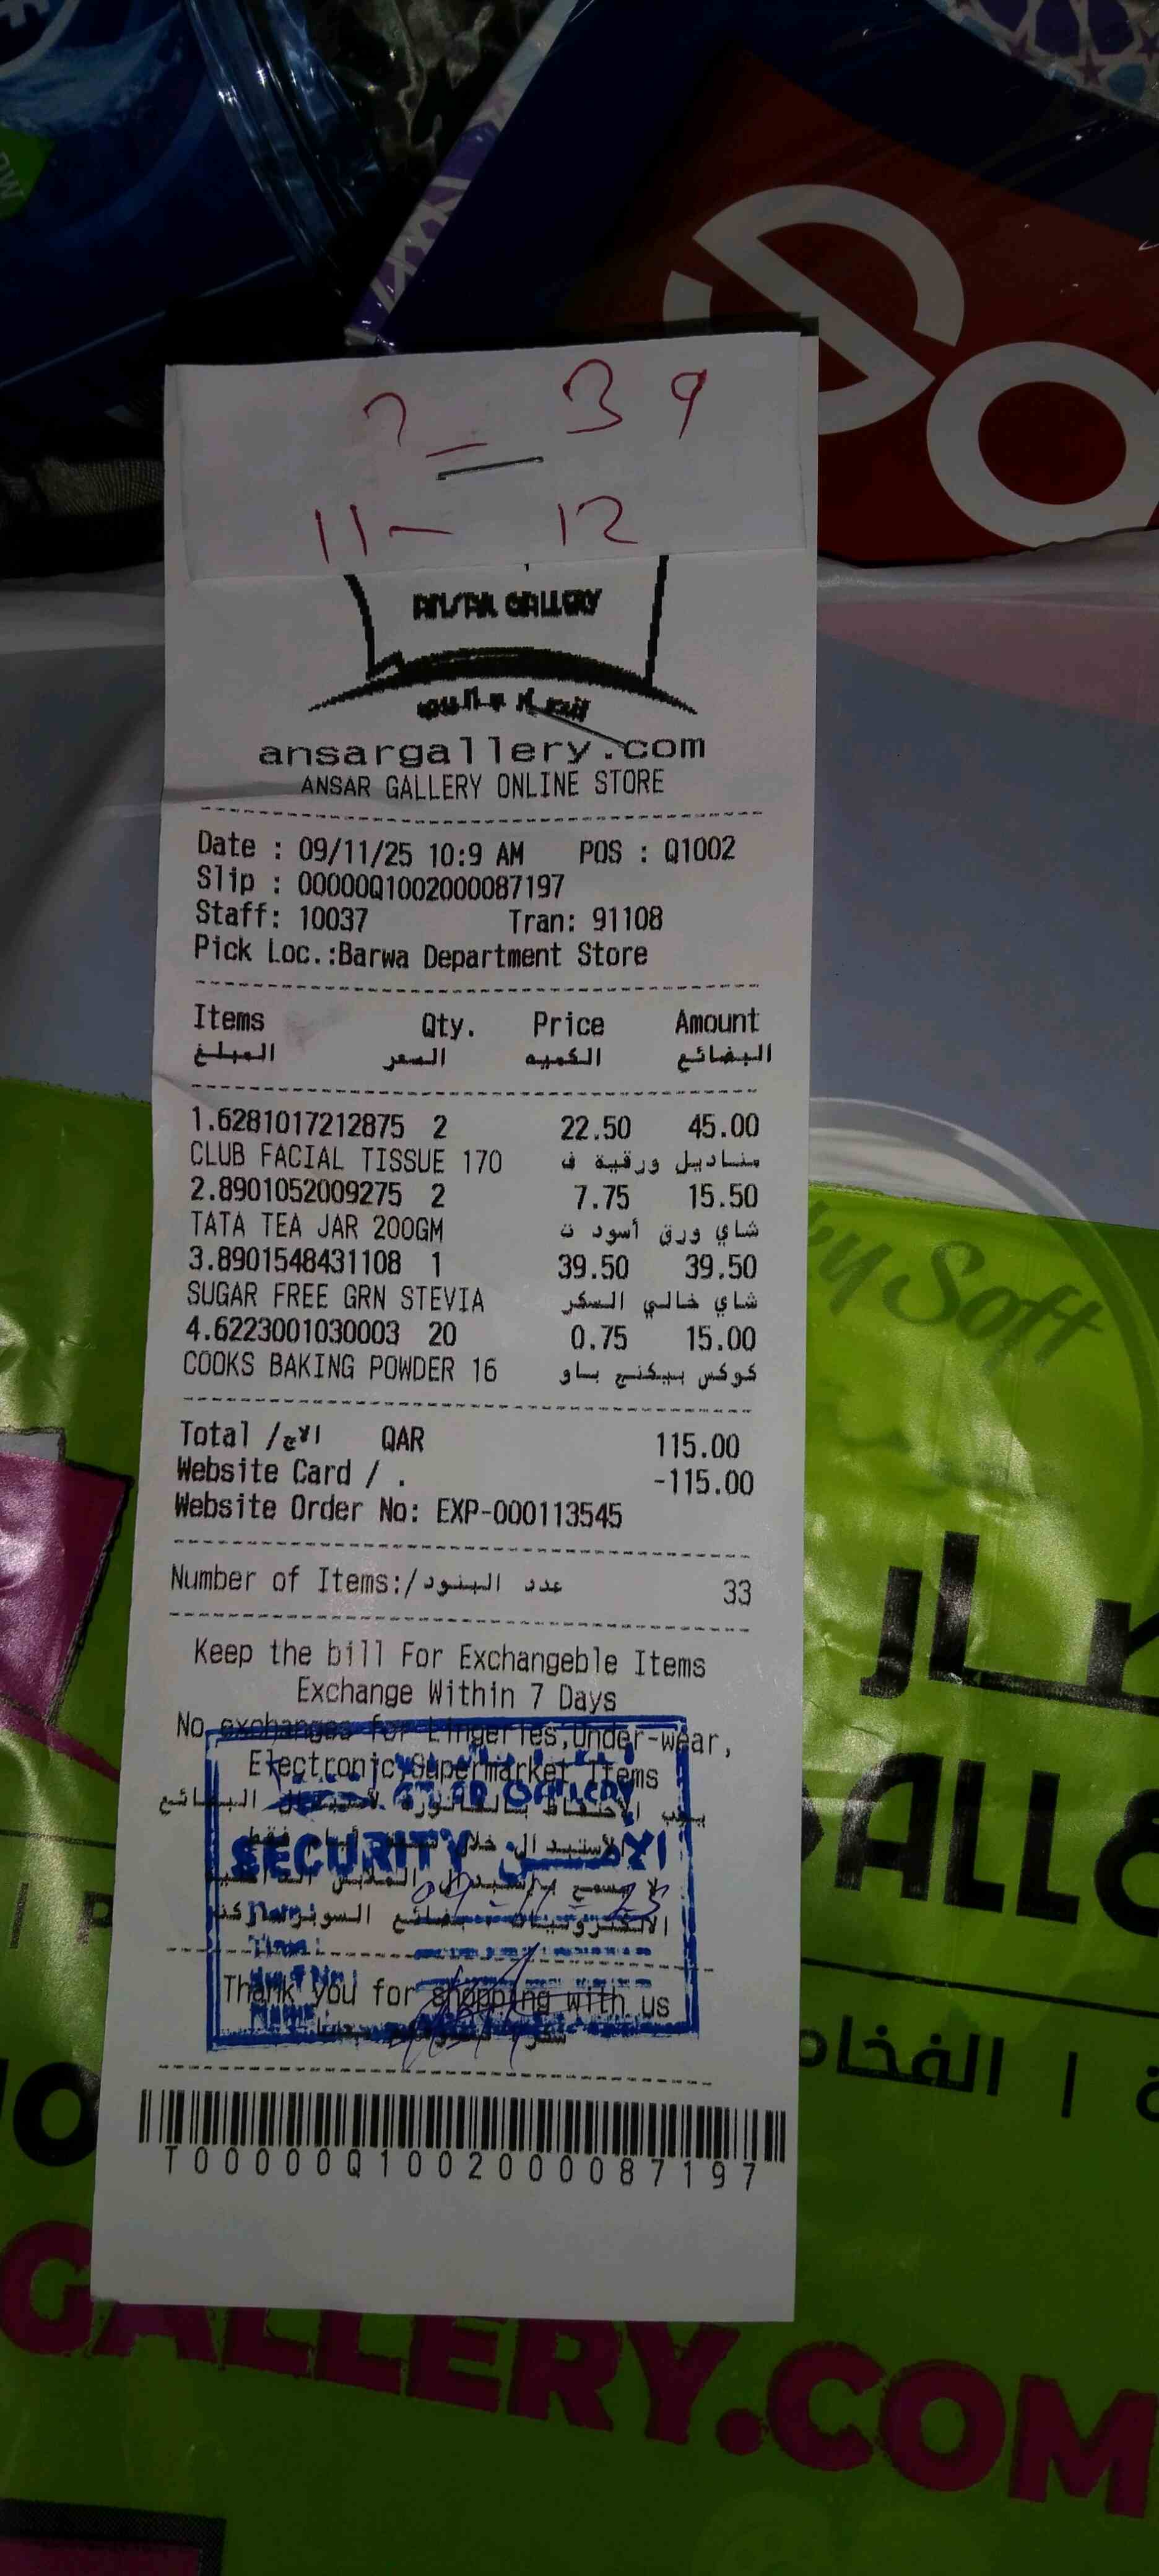 39
11- 12
ANSAR GALLERY
ansargallery.com
ANSAR GALLERY ONLINE STORE
Date : 09/11/25 10:9 AM POS : Q1002
Slip : 00000Q1002000087197
Staff: 10037 Tran: 91108
Pick Loc.:Barwa Department Store
Items Qty. Price Amount
المبلغ السعر الكميه البضائع
1.6281017212875 2 22.50 45.00
CLUB FACIAL TISSUE 170 مناديل ورقية ف
2.8901052009275 2 7.75 15.50
TATA TEA JAR 200GM شاي ورق أسود ت
3.8901548431108 1 39.50 39.50
SUGAR FREE GRN STEVIA شاي خالي السكر
4.6223001030003 20 0.75 15.00
COOKS BAKING POWDER 16 كوكس بيكنج باو
Total /الاج QAR 115.00
Website Card / . -115.00
Website Order No: EXP-000113545
Number of Items:/عدد البنود 33
Keep the bill For Exchangeble Items
Exchange Within 7 Days
No exchanges for Lingeries,Under-wear,
Electronic,Supermarket Items
SECURITY الأمن
Thank you for shopping with us
T00000Q1002000087197
So
by Soft
صار
GALLE
الفخام
GALLERY.COM